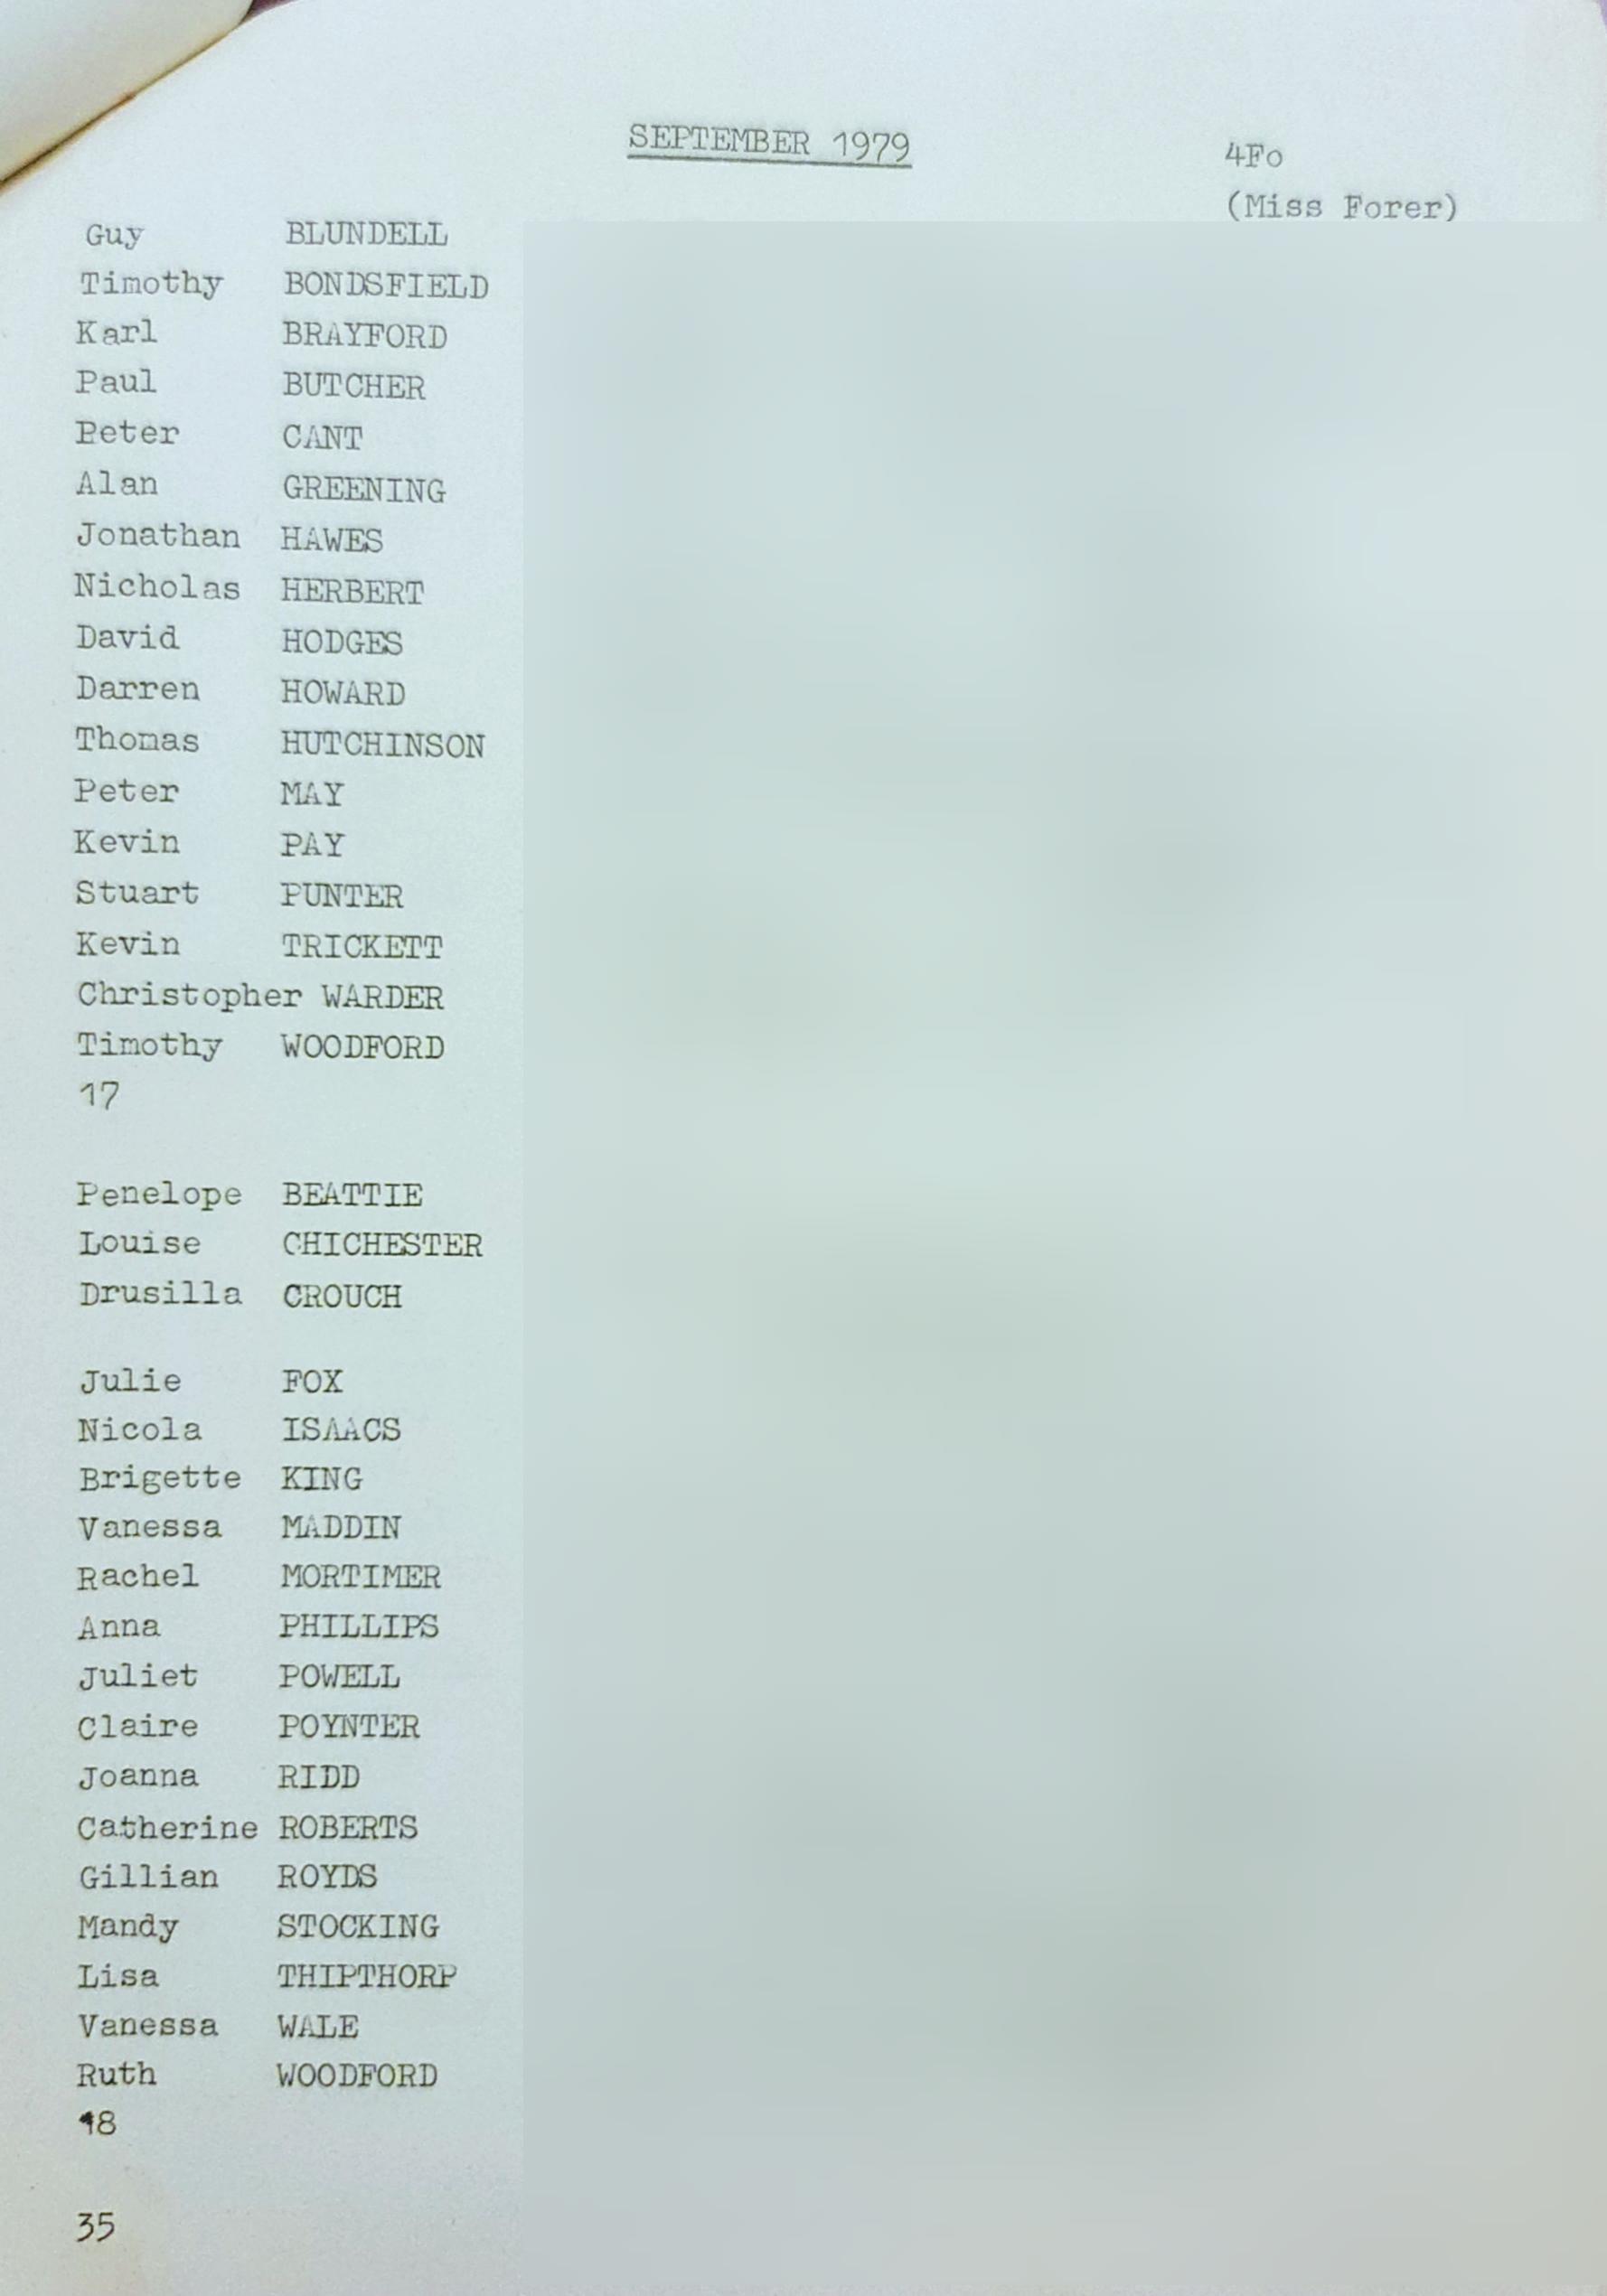 SEPTEMBER 1979
4Fo
(Miss Forer)
Guy BLUNDELL
Timothy BONDSFIELD
Karl BRAYFORD
Paul BUTCHER
Peter CANT
Alan GREENING
Jonathan HAWES
Nicholas HERBERT
David HODGES
Darren HOWARD
Thomas HUTCHINSON
Peter MAY
Kevin PAY
Stuart PUNTER
Kevin TRICKETT
Christopher WARDER
Timothy WOODFORD
17
Penelope BEATTIE
Louise CHICHESTER
Drusilla CROUCH
Julie FOX
Nicola ISAACS
Brigette KING
Vanessa MADDIN
Rachel MORTIMER
Anna PHILLIPS
Juliet POWELL
Claire POYNTER
Joanna RIDD
Catherine ROBERTS
Gillian ROYDS
Mandy STOCKING
Lisa THIPTHORP
Vanessa WALE
Ruth WOODFORD
18
35